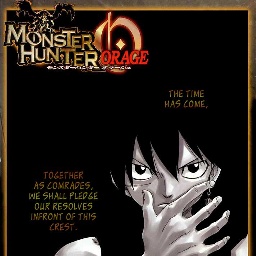 MONSTER
HUNTER
ORAGE
THE TIME
HAS COME,
TOGETHER
AS COMRADES,
WE SHALL PLEDGE
OUR RESOLVES
INFRONT OF THIS
CREST.